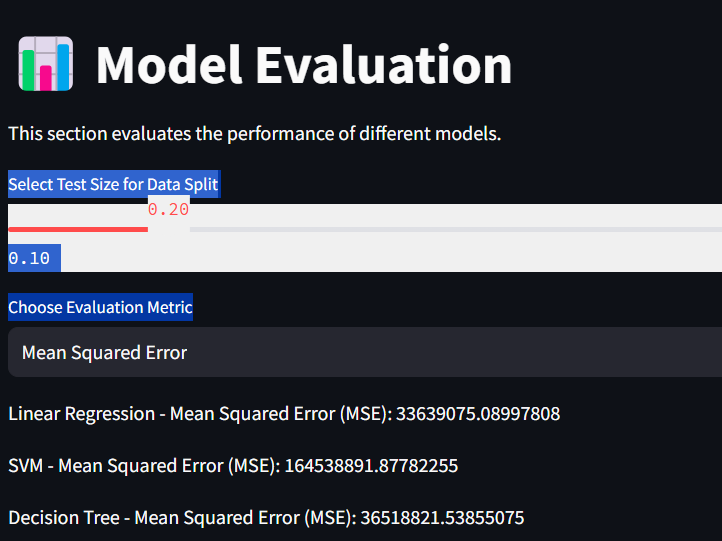 Model Evaluation
This section evaluates the performance of different models.
Select Test Size for Data Split
0.20
0.10
Choose Evaluation Metric
Mean Squared Error
Linear Regression - Mean Squared Error (MSE): 33639075.08997808
SVM - Mean Squared Error (MSE): 164538891.87782255
Decision Tree - Mean Squared Error (MSE): 36518821.53855075